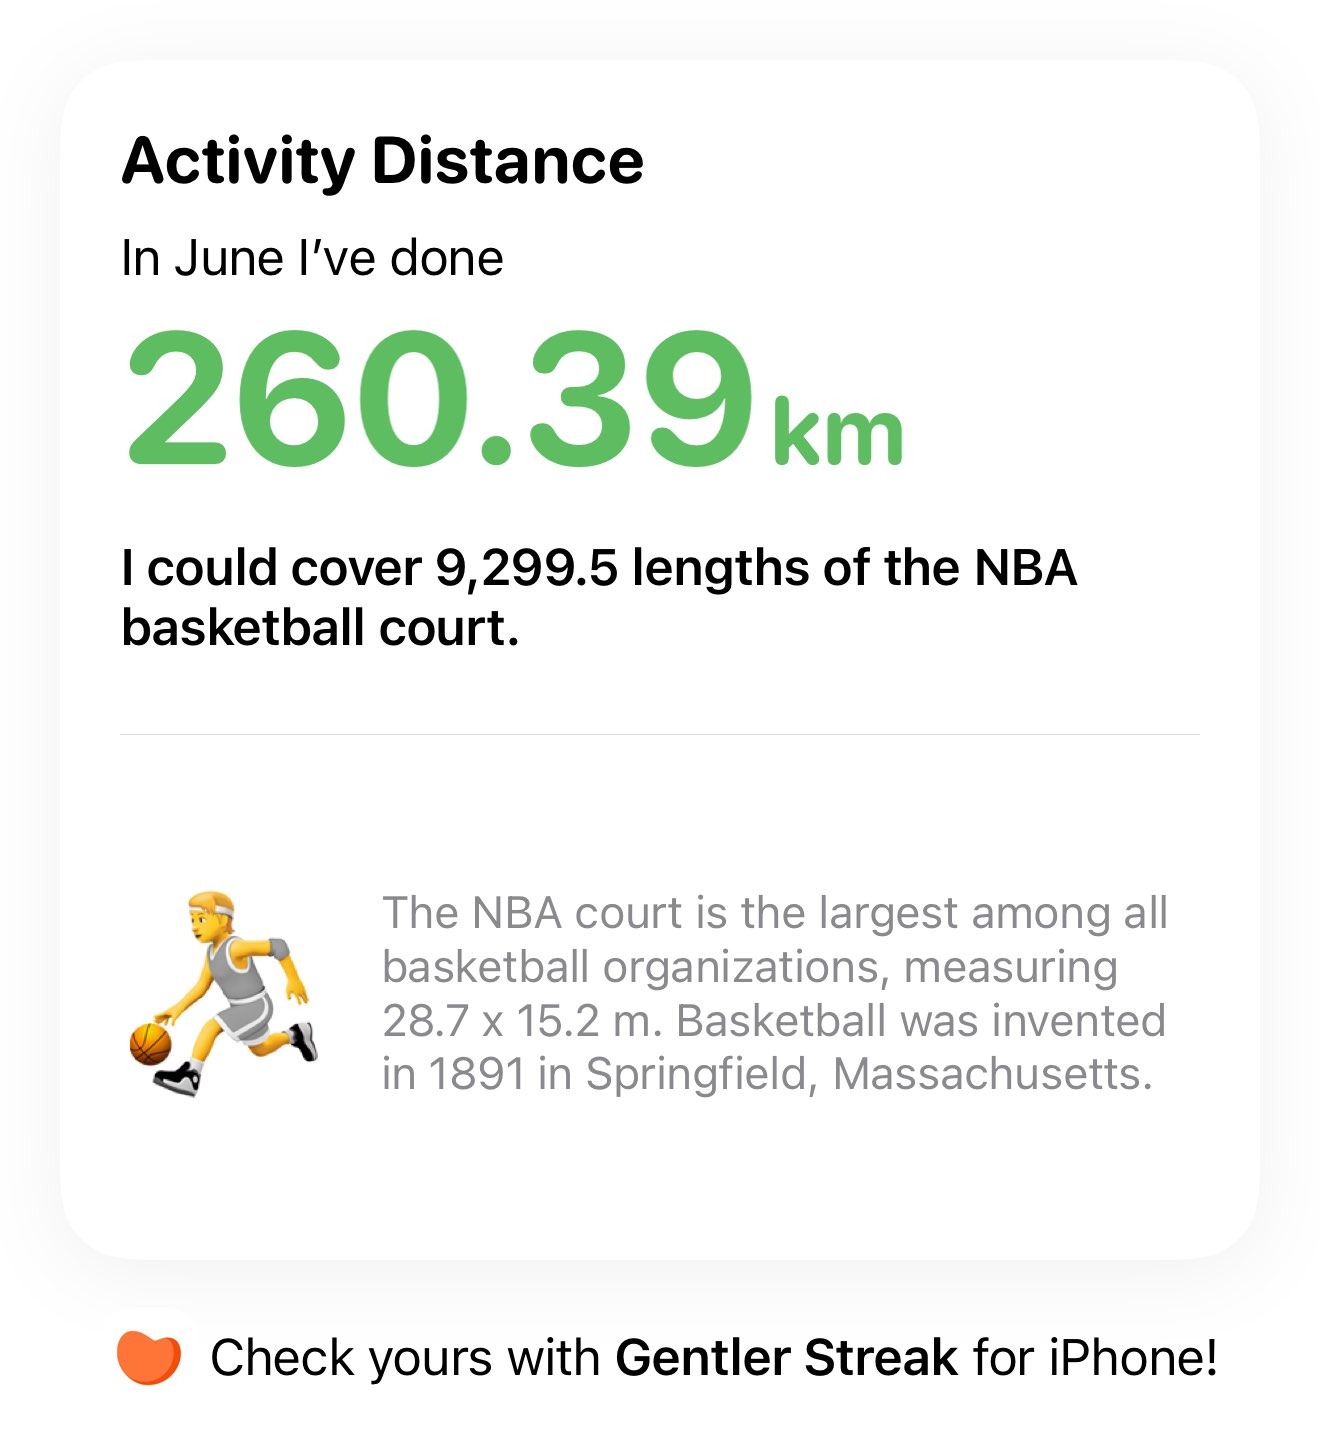 Activity Distance
In June I’ve done
260.39 km
I could cover 9,299.5 lengths of the NBA
basketball court.
The NBA court is the largest among all
basketball organizations, measuring
28.7 x 15.2 m. Basketball was invented
in 1891 in Springfield, Massachusetts.
Check yours with Gentler Streak for iPhone!